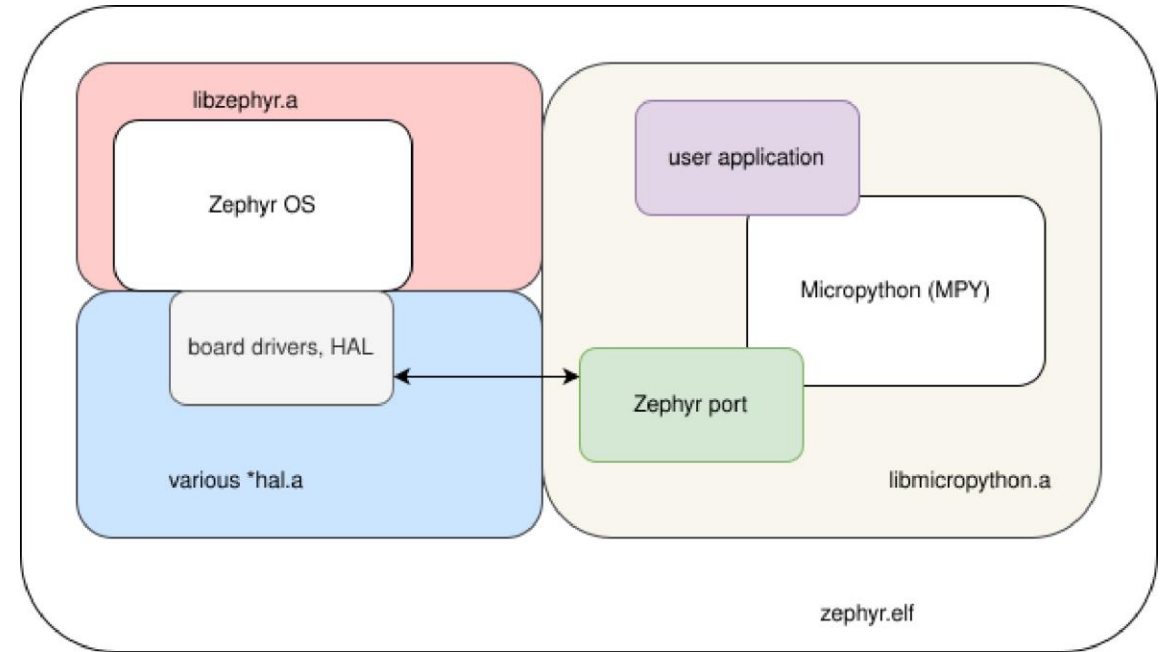 libzephyr.a
Zephyr OS
board drivers, HAL
various *hal.a
user application
Micropython (MPY)
Zephyr port
libmicropython.a
zephyr.elf